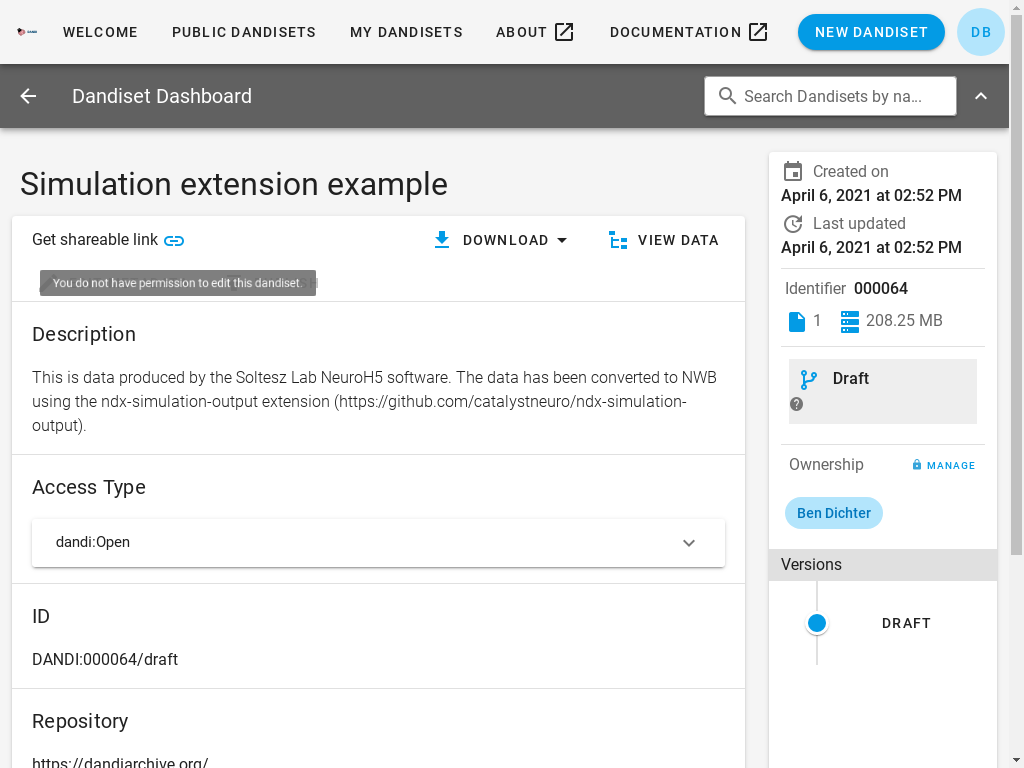 WELCOME PUBLIC DANDISETS MY DANDISETS ABOUT DOCUMENTATION NEW DANDISET DB
Dandiset Dashboard Search Dandisets by na...
Simulation extension example
Get shareable link DOWNLOAD VIEW DATA
You do not have permission to edit this dandiset.
Description
This is data produced by the Soltesz Lab NeuroH5 software. The data has been converted to NWB
using the ndx-simulation-output extension (https://github.com/catalystneuro/ndx-simulation-
output).
Access Type
dandi:Open
ID
DANDI:000064/draft
Repository
https://dandiarchive.org/
Created on
April 6, 2021 at 02:52 PM
Last updated
April 6, 2021 at 02:52 PM
Identifier 000064
1 208.25 MB
Draft
Ownership MANAGE
Ben Dichter
Versions
DRAFT